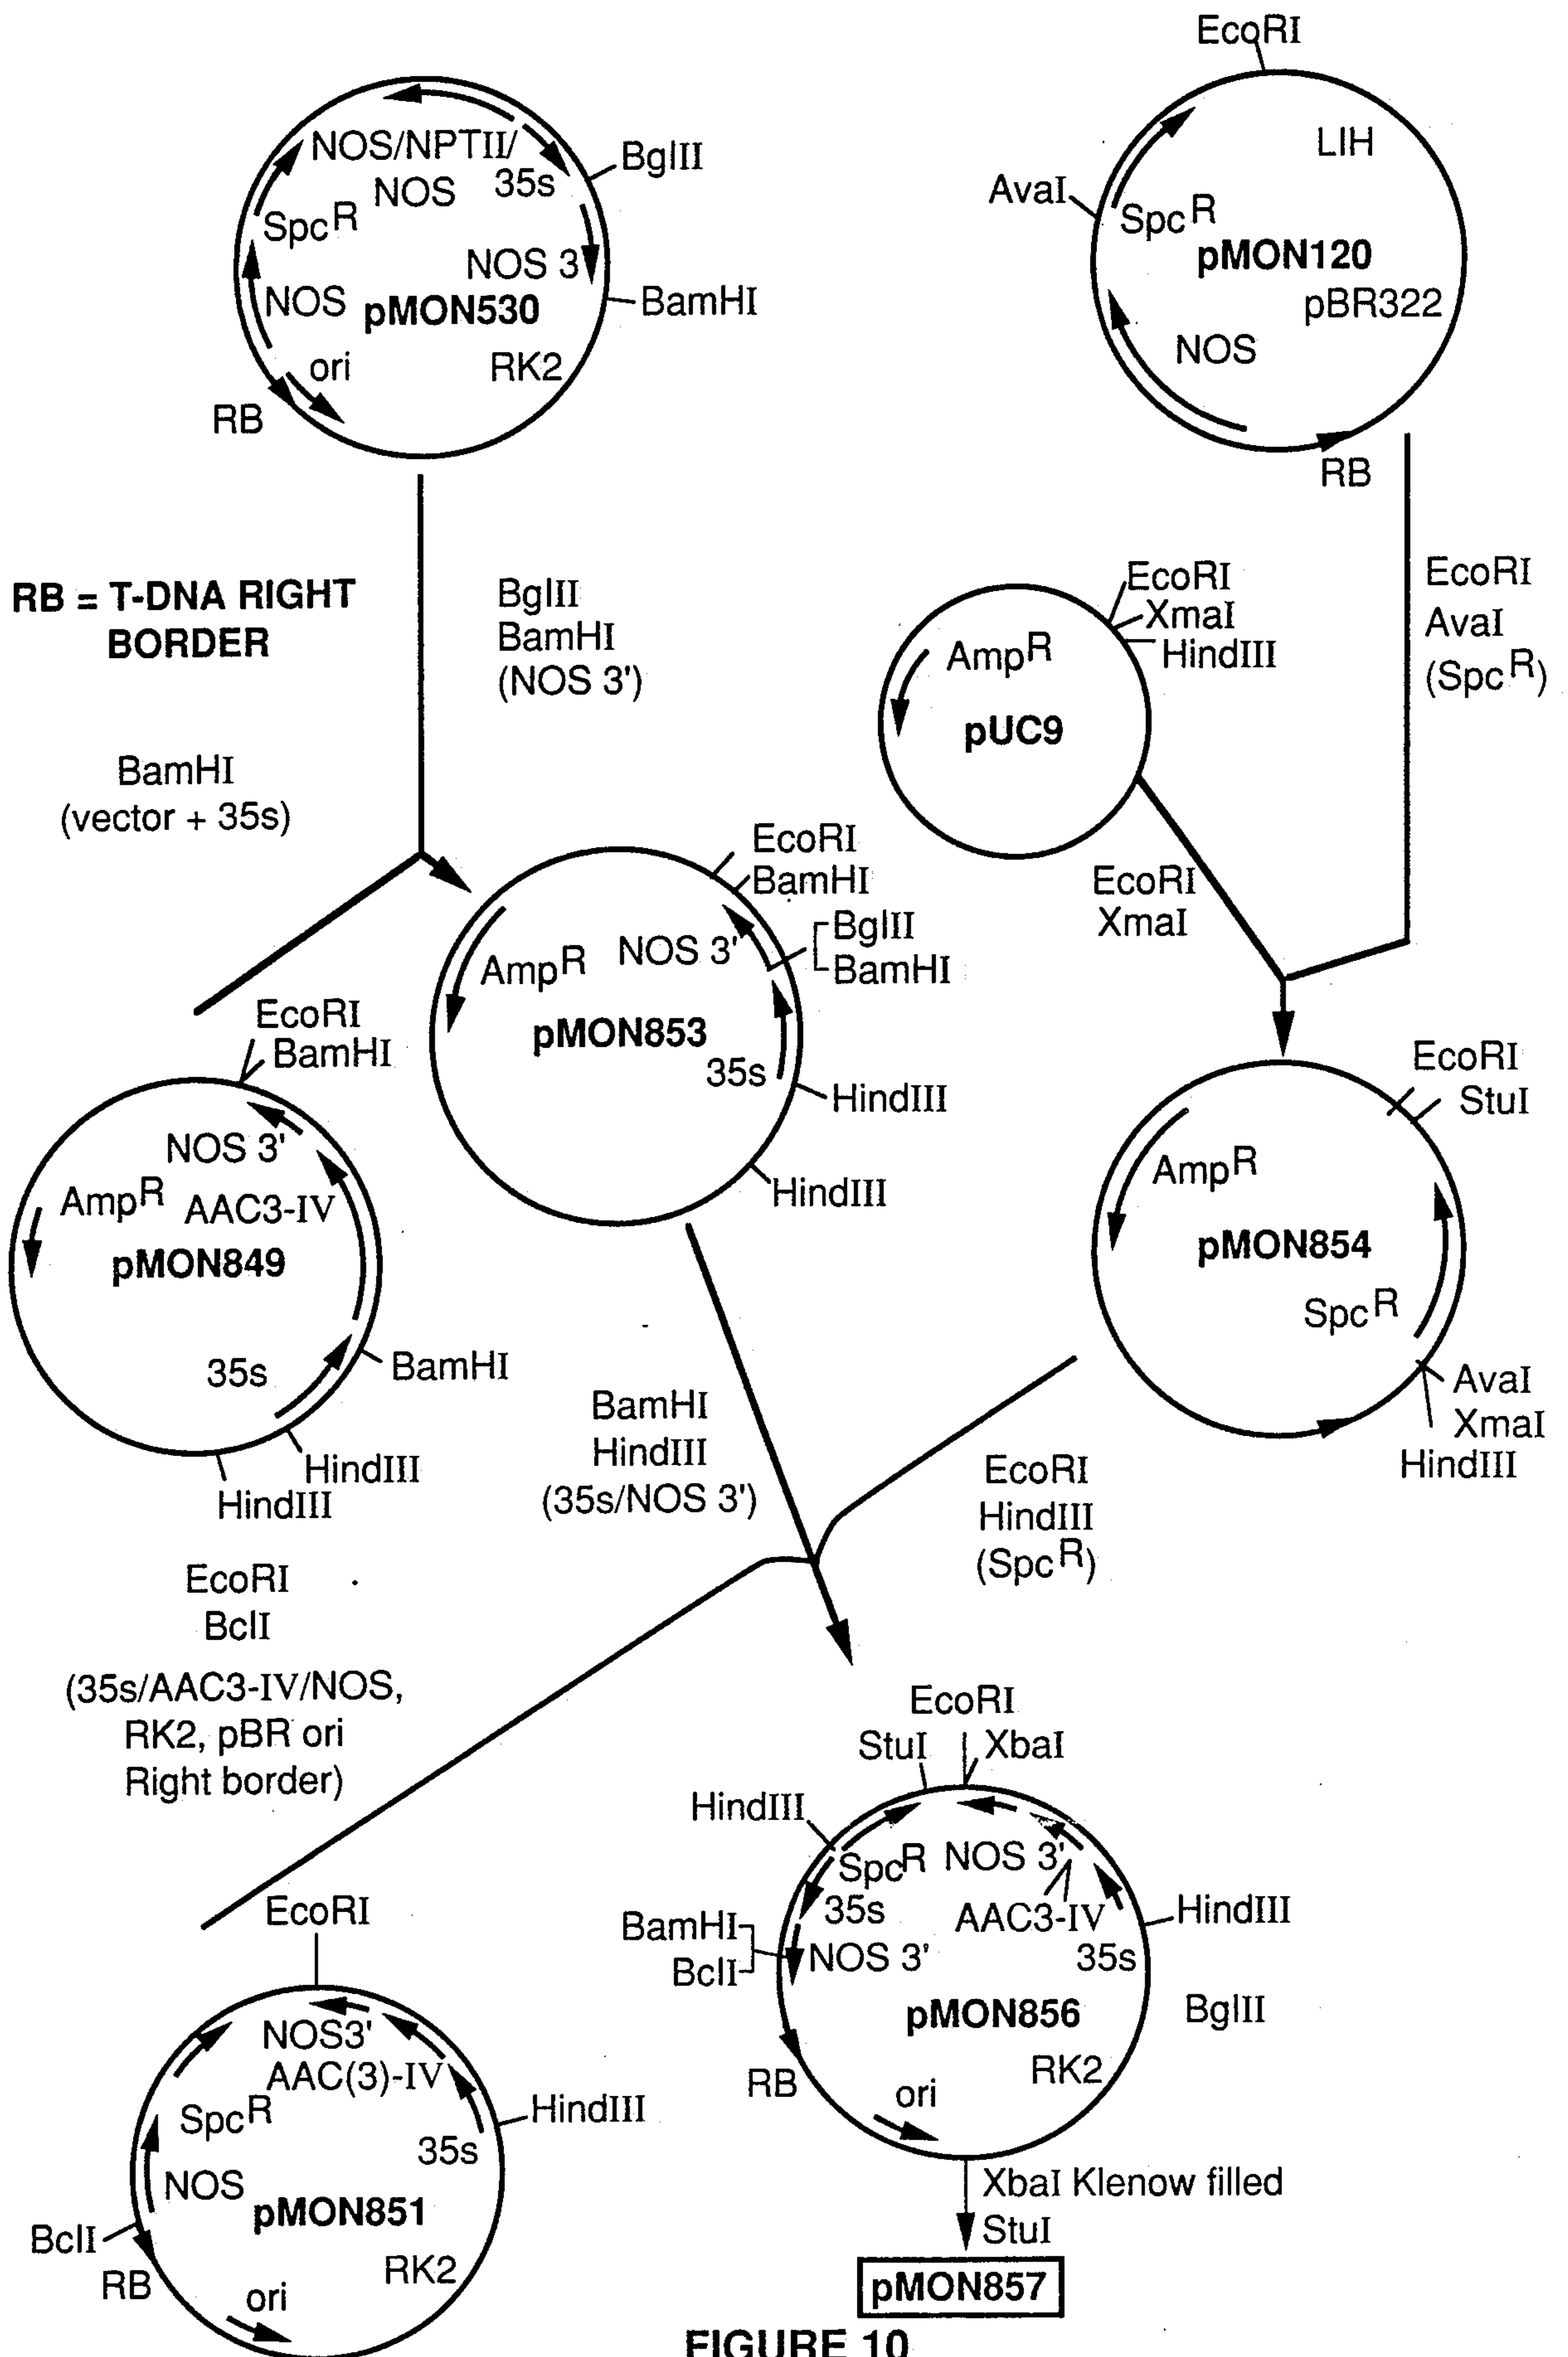 EcoRI
NOS/NPTII/
NOS
35s
BglII
SpcR
NOS 3
BamHI
NOS
pMON530
ori
RK2
RB
LIH
AvaI
SpcR
pMON120
pBR322
NOS
RB
RB = T-DNA RIGHT
BORDER
BglII
BamHI
(NOS 3')
EcoRI
XmaI
HindIII
AmpR
pUC9
EcoRI
AvaI
(SpcR)
BamHI
(vector + 35s)
EcoRI
XmaI
EcoRI
BamHI
BglII
BamHI
NOS 3'
AmpR
pMON853
35s
HindIII
HindIII
EcoRI
BamHI
NOS 3'
AmpR
AAC3-IV
pMON849
35s
BamHI
HindIII
HindIII
EcoRI
StuI
AmpR
pMON854
SpcR
AvaI
XmaI
HindIII
BamHI
HindIII
(35s/NOS 3')
EcoRI
HindIII
(SpcR)
EcoRI
BclI
(35s/AAC3-IV/NOS,
RK2, pBR ori
Right border)
EcoRI
StuI
XbaI
HindIII
SpcR
NOS 3'
35s
AAC3-IV
HindIII
BamHI
BclI
NOS 3'
35s
pMON856
BglII
RB
ori
RK2
EcoRI
NOS3'
AAC(3)-IV
SpcR
HindIII
35s
NOS
pMON851
BclI
RB
RK2
ori
XbaI Klenow filled
StuI
pMON857
FIGURE 10